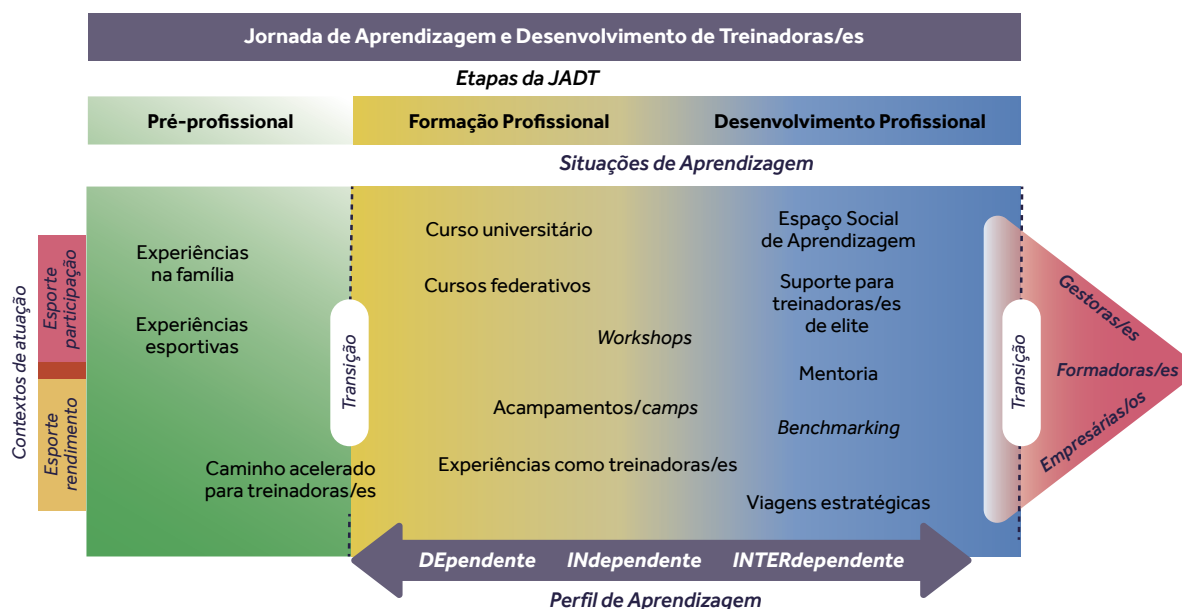 Jornada de Aprendizagem e Desenvolvimento de Treinadoras/es
Etapas da JADT
Pré-profissional
Formação Profissional
Desenvolvimento Profissional
Situações de Aprendizagem
Contextos de atuação
Esporte
participação
Esporte
rendimento
Experiências
na família
Experiências
esportivas
Caminho acelerado
para treinadoras/es
Transição
Curso universitário
Cursos federativos
Workshops
Acampamentos/camps
Experiências como treinadoras/es
Espaço Social
de Aprendizagem
Suporte para
treinadoras/es
de elite
Mentoria
Benchmarking
Viagens estratégicas
Transição
Gestoras/es
Formadoras/es
Empresárias/os
DEpendente
INdependente
INTERdependente
Perfil de Aprendizagem